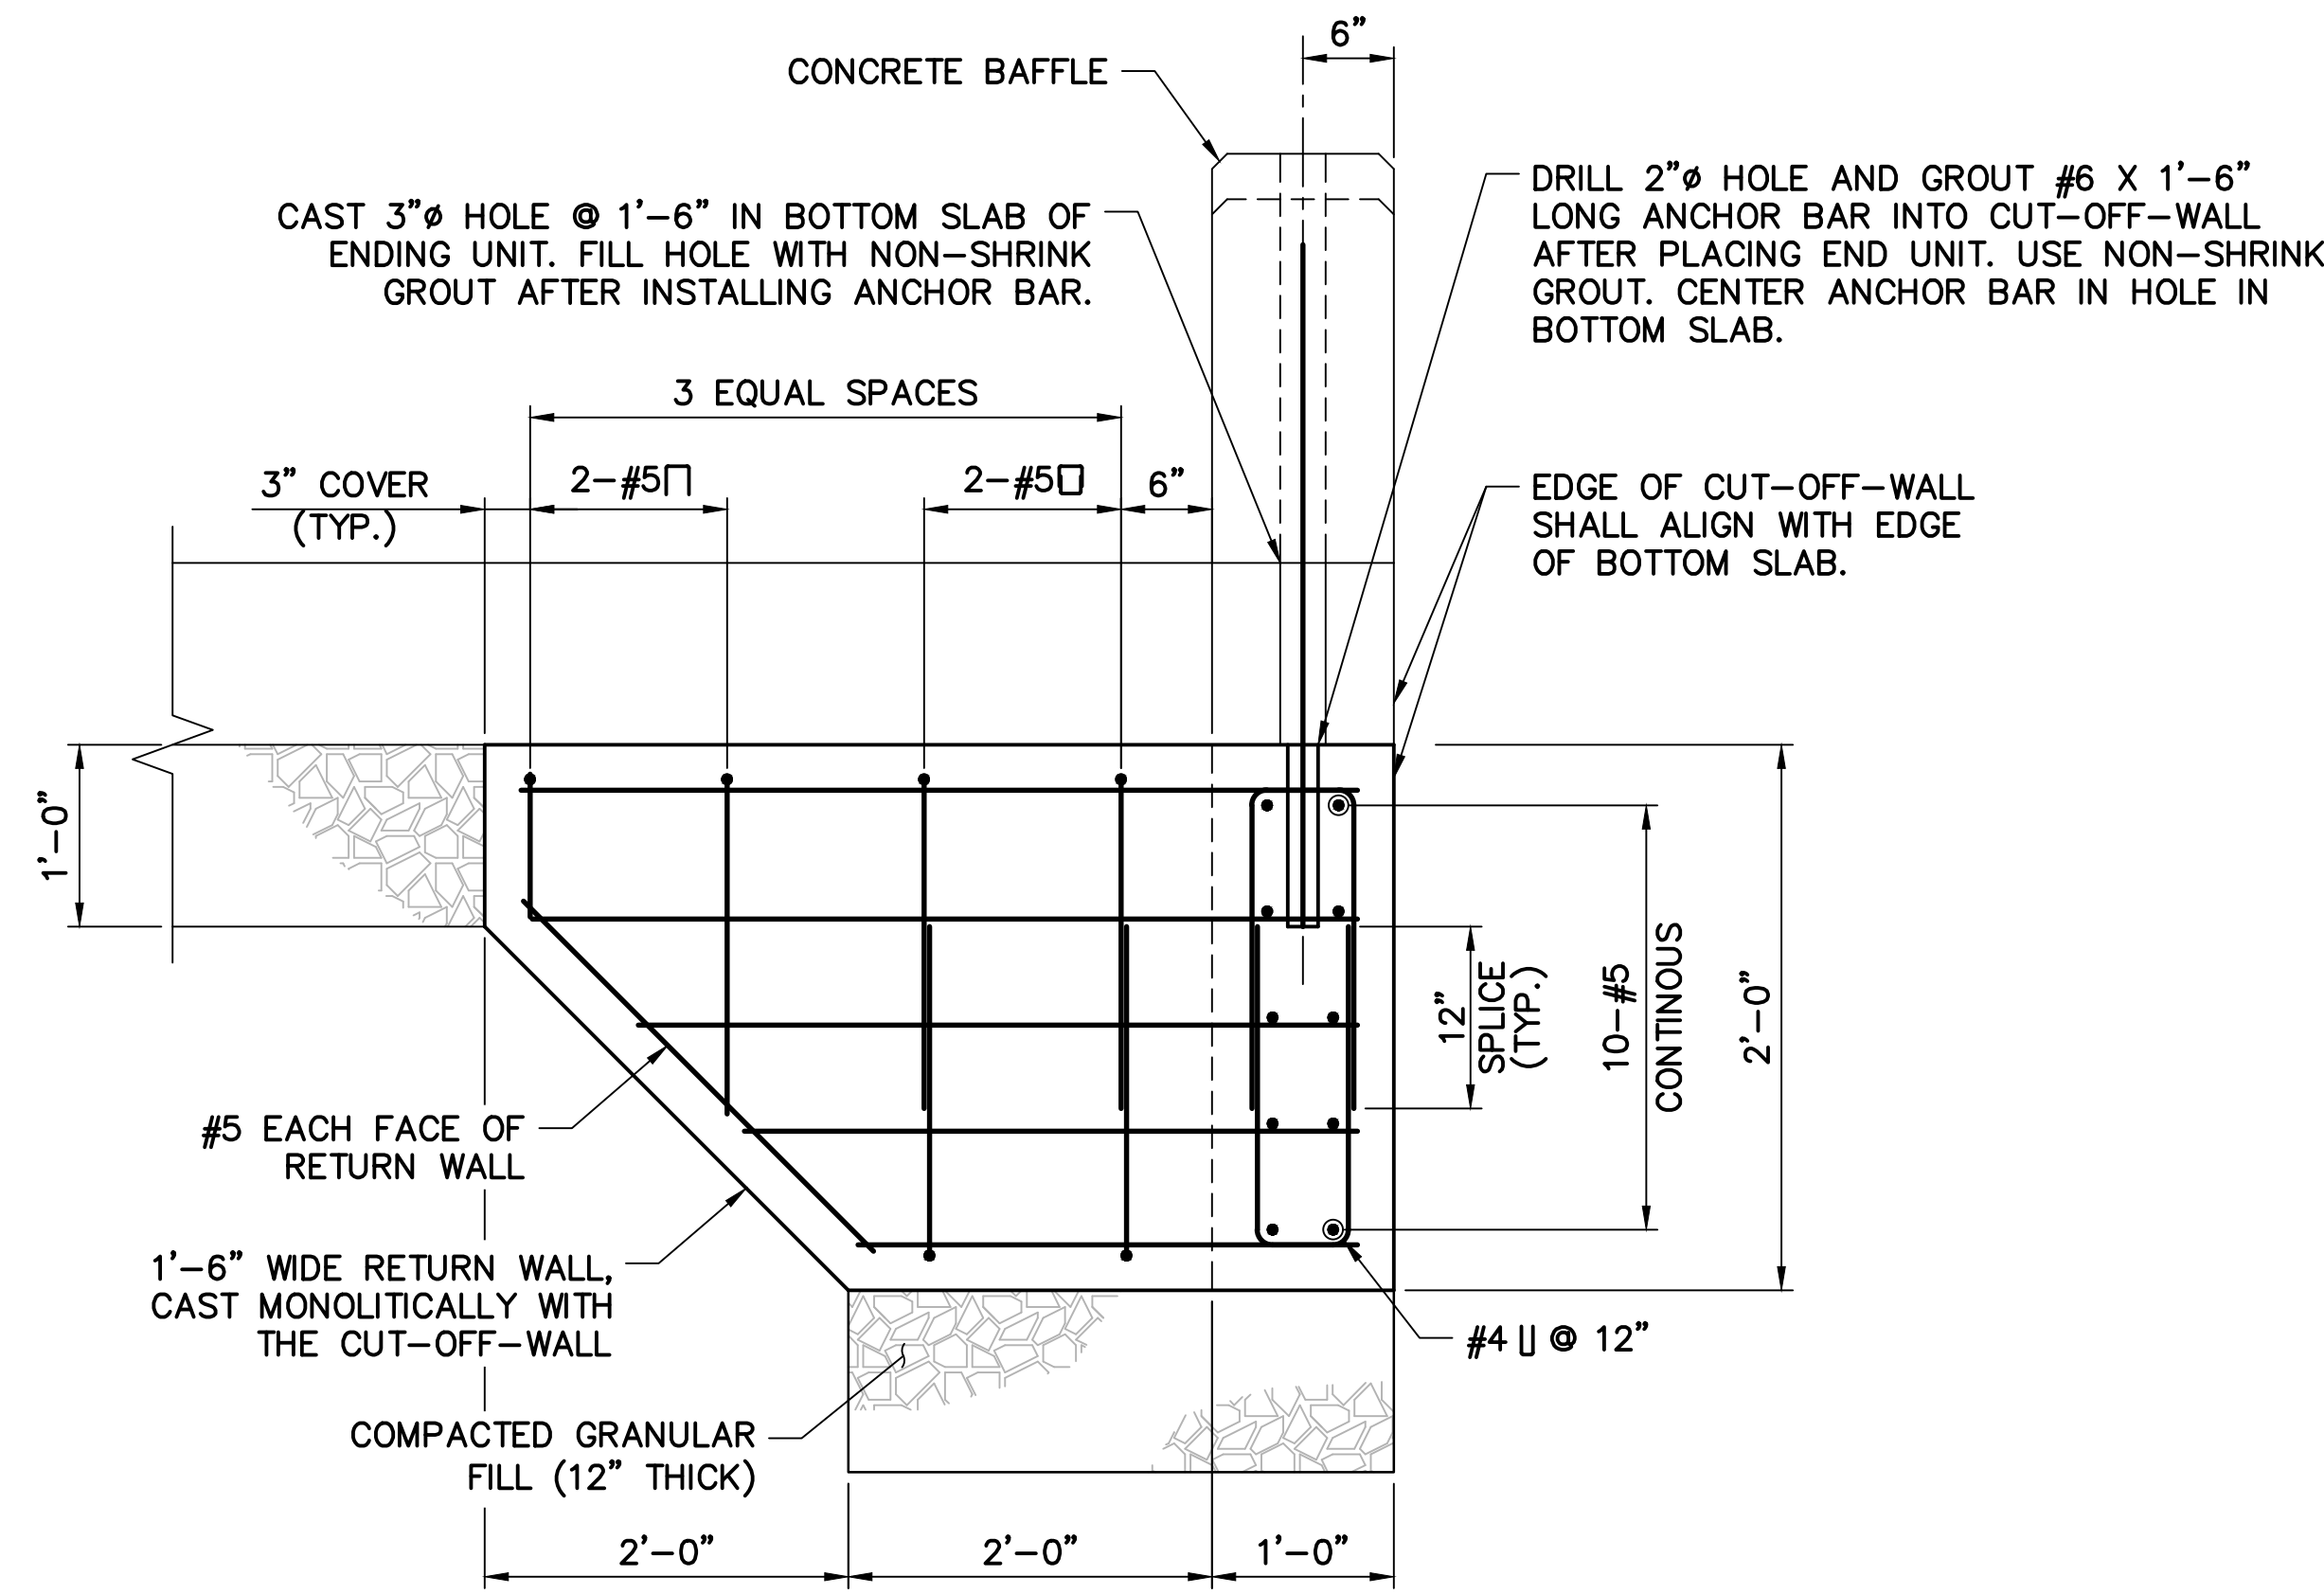 6"
CONCRETE BAFFLE
DRILL 2"ø HOLE AND GROUT #6 X 1'-6"
LONG ANCHOR BAR INTO CUT-OFF-WALL
AFTER PLACING END UNIT. USE NON-SHRINK
GROUT. CENTER ANCHOR BAR IN HOLE IN
BOTTOM SLAB.
CAST 3"ø HOLE @ 1'-6" IN BOTTOM SLAB OF
ENDING UNIT. FILL HOLE WITH NON-SHRINK
GROUT AFTER INSTALLING ANCHOR BAR.
3 EQUAL SPACES
3" COVER
(TYP.)
2-#5
2-#5
6"
EDGE OF CUT-OFF-WALL
SHALL ALIGN WITH EDGE
OF BOTTOM SLAB.
1'-0"
12"
SPLICE
(TYP.)
10-#5
CONTINOUS
2'-0"
#5 EACH FACE OF
RETURN WALL
1'-6" WIDE RETURN WALL,
CAST MONOLITICALLY WITH
THE CUT-OFF-WALL
#4 @ 12"
COMPACTED GRANULAR
FILL (12" THICK)
2'-0"
2'-0"
1'-0"